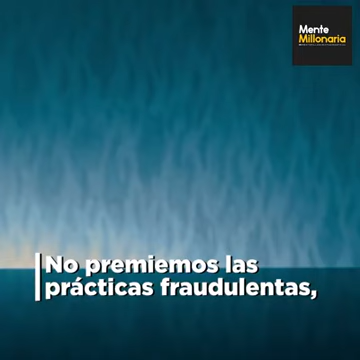 Mente
Millonaria
No premiemos las
prácticas fraudulentas,